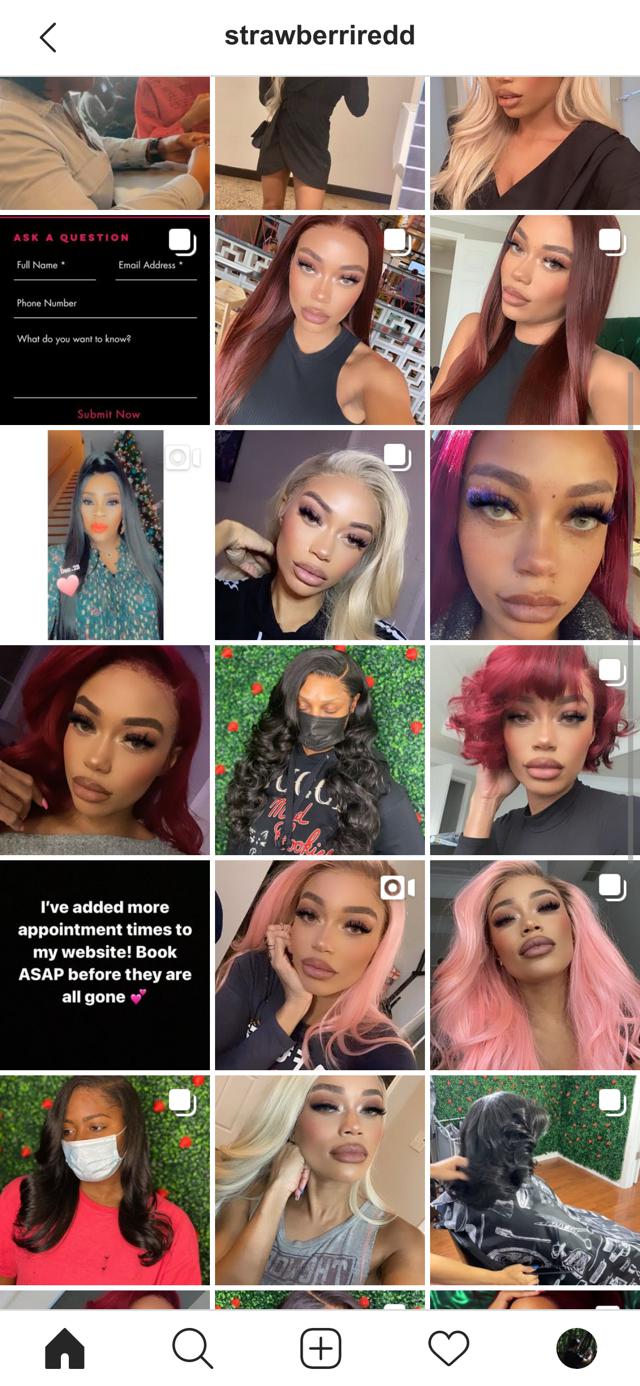 strawberriredd
ASK A QUESTION
Full Name * Email Address *
Phone Number
What do you want to know?
Submit Now
I've added more
appointment times to
my website! Book
ASAP before they are
all gone 💕